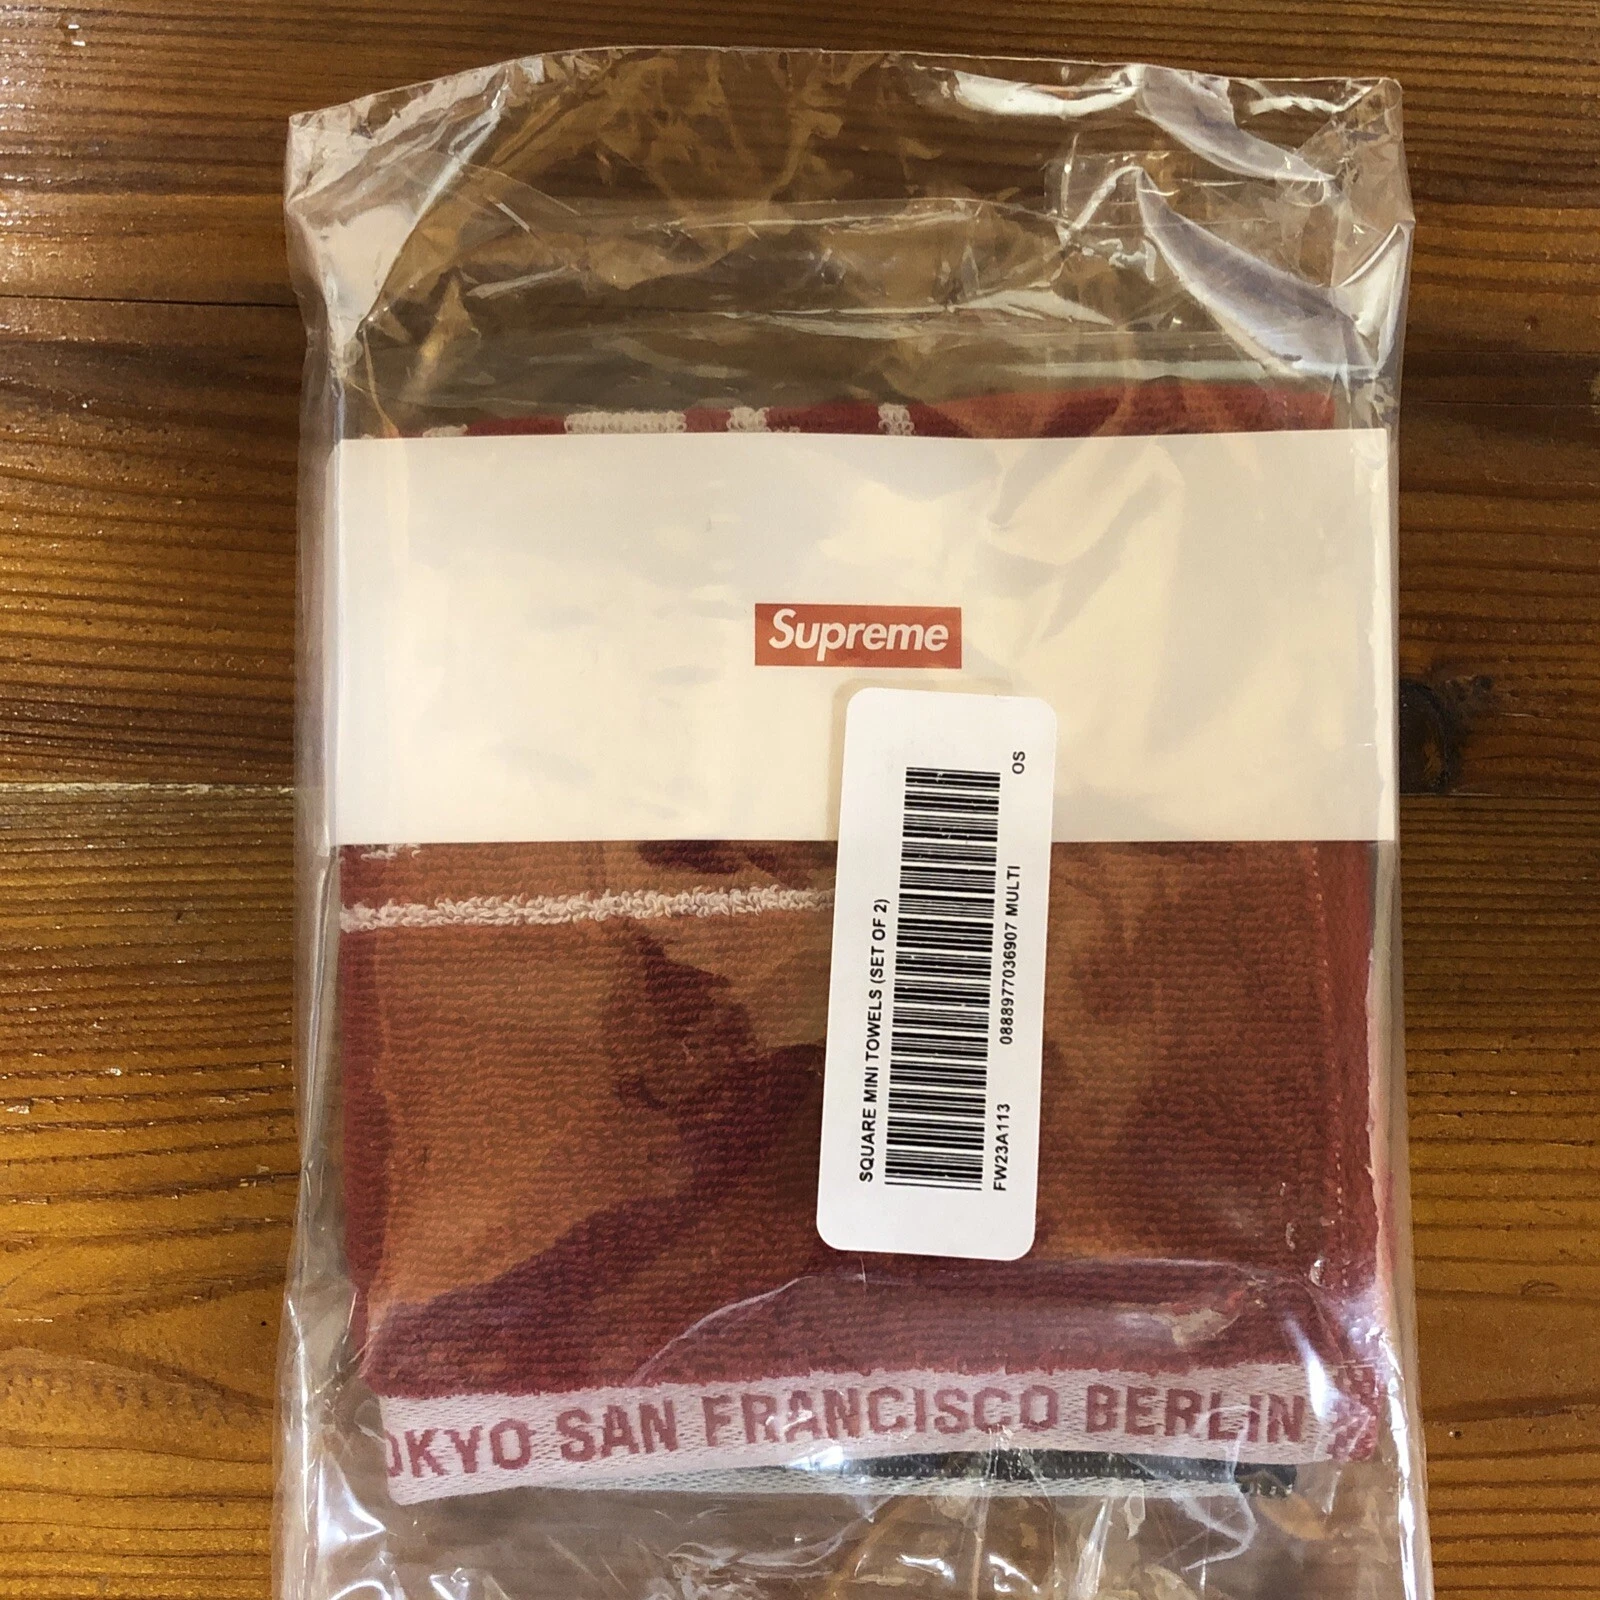 Supreme
SQUARE MINI TOWELS (SET OF 2)
OS
FW23A113 0888977036907 MULTI
OKYO SAN FRANCISCO BERLIN